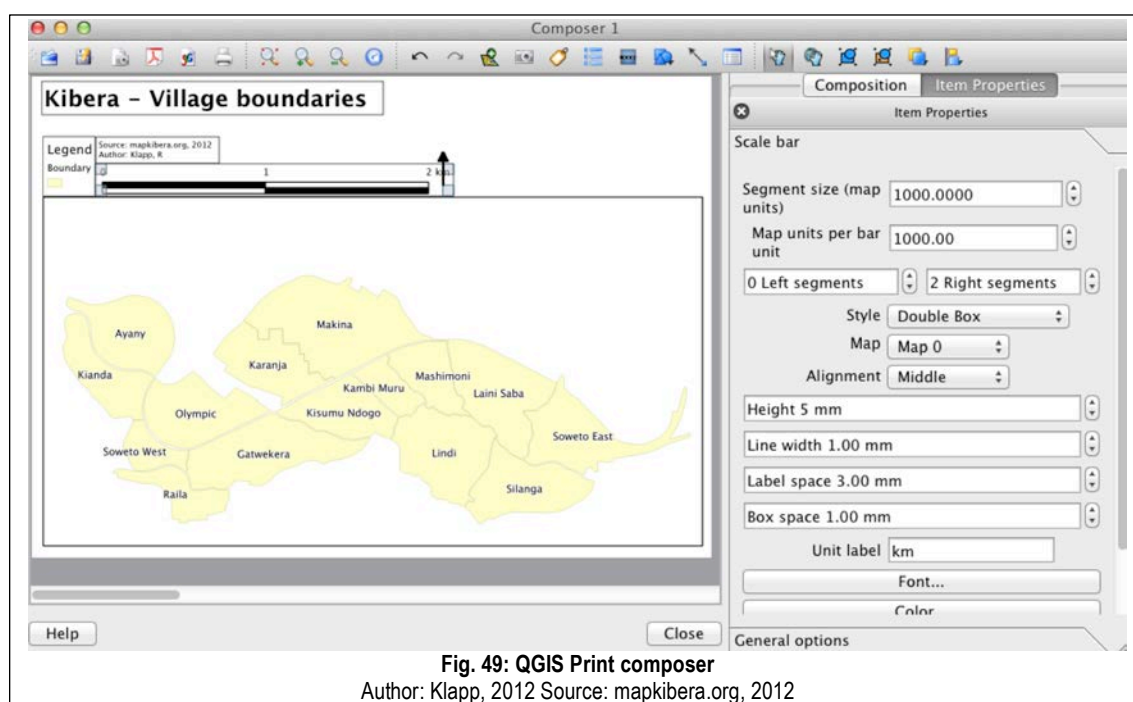 Composer 1
Kibera – Village boundaries
Legend
Boundary
Source: mapkibera.org, 2012
Author: Klapp, R
0 1 2 km
Ayany
Makina
Kianda
Karanja
Kambi Muru
Mashimoni
Laini Saba
Olympic
Kisumu Ndogo
Soweto East
Soweto West
Gatwekera
Lindi
Raila
Silanga
Help
Close
Composition
Item Properties
Item Properties
Scale bar
Segment size (map units) 1000.0000
Map units per bar unit 1000.00
0 Left segments 2 Right segments
Style Double Box
Map Map 0
Alignment Middle
Height 5 mm
Line width 1.00 mm
Label space 3.00 mm
Box space 1.00 mm
Unit label km
Font...
Color
General options
Fig. 49: QGIS Print composer
Author: Klapp, 2012 Source: mapkibera.org, 2012